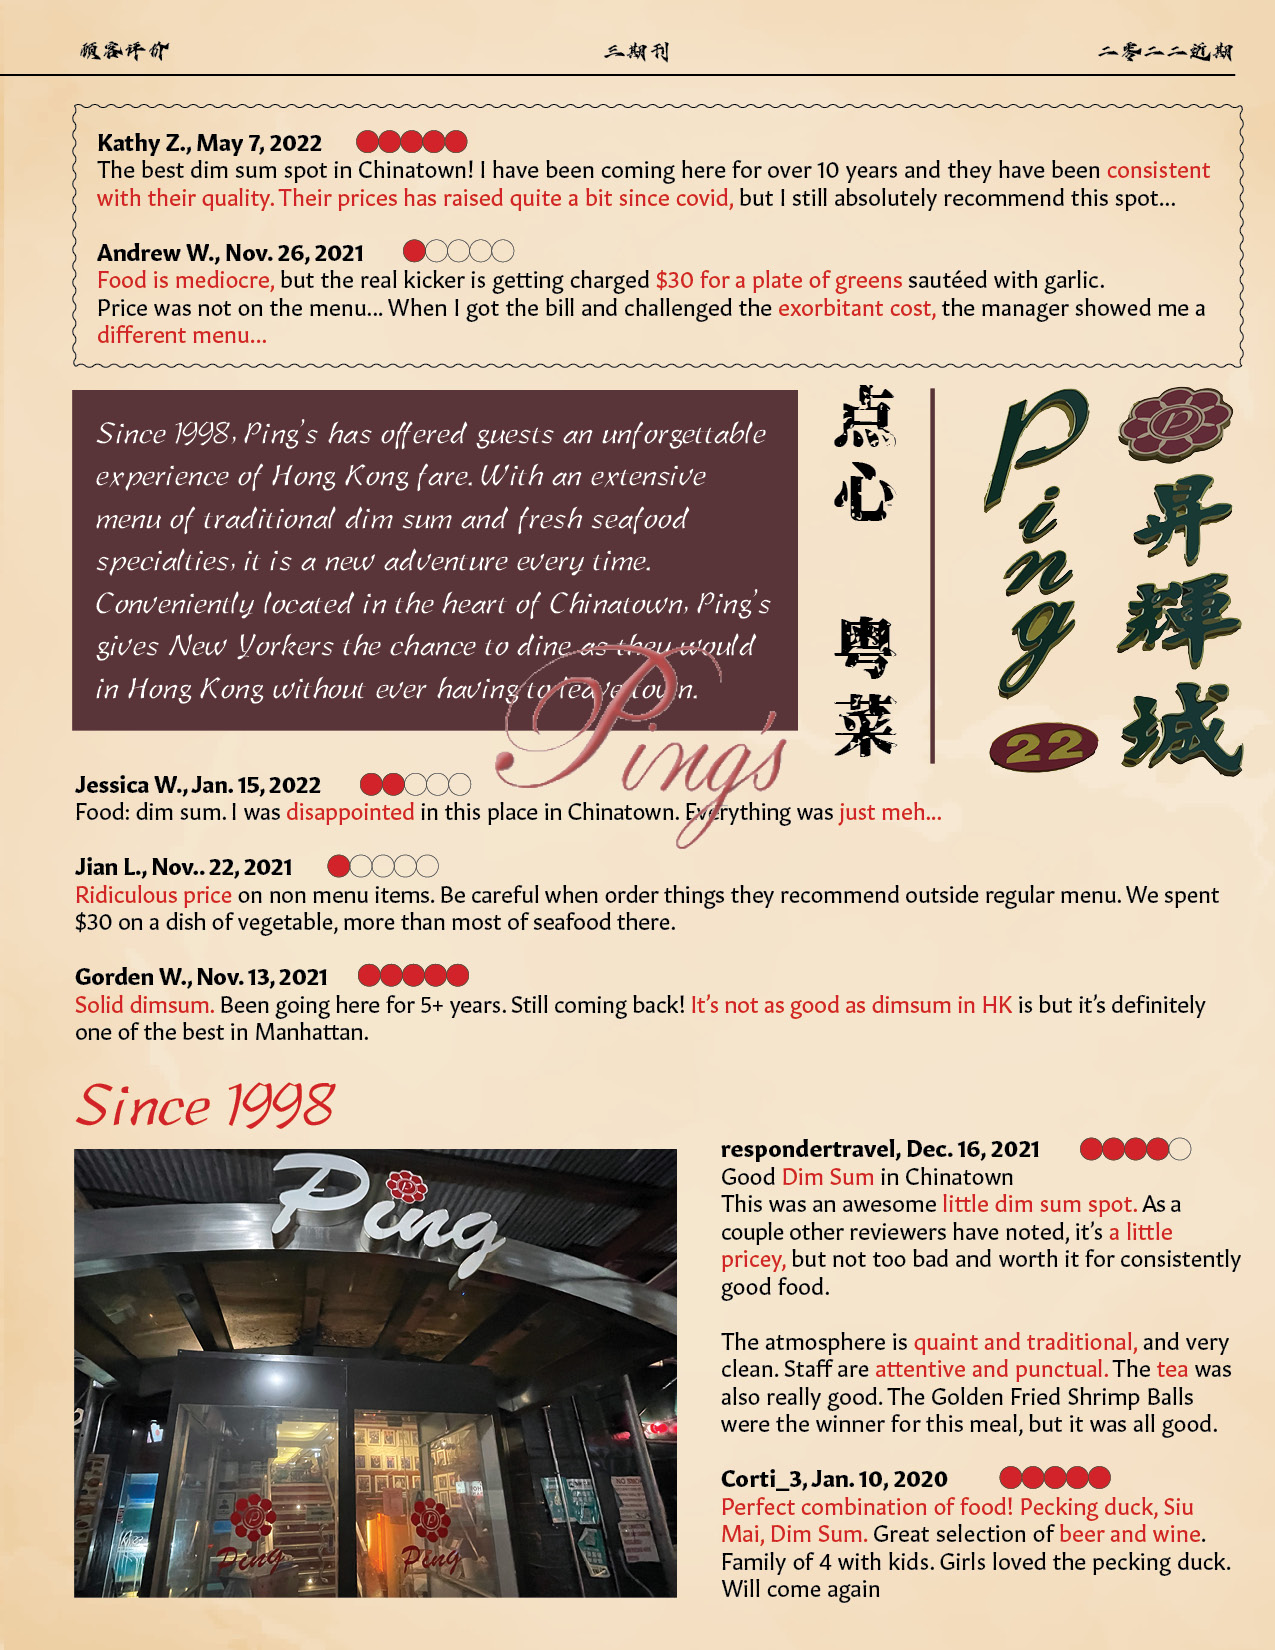 顾客评价 三期刊 二零二二近期
Kathy Z., May 7, 2022
The best dim sum spot in Chinatown! I have been coming here for over 10 years and they have been consistent
with their quality. Their prices has raised quite a bit since covid, but I still absolutely recommend this spot...
Andrew W., Nov. 26, 2021
Food is mediocre, but the real kicker is getting charged $30 for a plate of greens sautéed with garlic.
Price was not on the menu... When I got the bill and challenged the exorbitant cost, the manager showed me a
different menu...
Since 1998, Ping's has offered guests an unforgettable
experience of Hong Kong fare. With an extensive
menu of traditional dim sum and fresh seafood
specialties, it is a new adventure every time.
Conveniently located in the heart of Chinatown, Ping's
gives New Yorkers the chance to dine as they would
in Hong Kong without ever having to leave town.
Ping's
点心
粤菜
Ping
22
P
昇輝城
Jessica W., Jan. 15, 2022
Food: dim sum. I was disappointed in this place in Chinatown. Everything was just meh...
Jian L., Nov.. 22, 2021
Ridiculous price on non menu items. Be careful when order things they recommend outside regular menu. We spent
$30 on a dish of vegetable, more than most of seafood there.
Gorden W., Nov. 13, 2021
Solid dimsum. Been going here for 5+ years. Still coming back! It's not as good as dimsum in HK is but it's definitely
one of the best in Manhattan.
Since 1998
Ping
P
P
Ping
P
Ping
respondertravel, Dec. 16, 2021
Good Dim Sum in Chinatown
This was an awesome little dim sum spot. As a
couple other reviewers have noted, it's a little
pricey, but not too bad and worth it for consistently
good food.
The atmosphere is quaint and traditional, and very
clean. Staff are attentive and punctual. The tea was
also really good. The Golden Fried Shrimp Balls
were the winner for this meal, but it was all good.
Corti_3, Jan. 10, 2020
Perfect combination of food! Pecking duck, Siu
Mai, Dim Sum. Great selection of beer and wine.
Family of 4 with kids. Girls loved the pecking duck.
Will come again